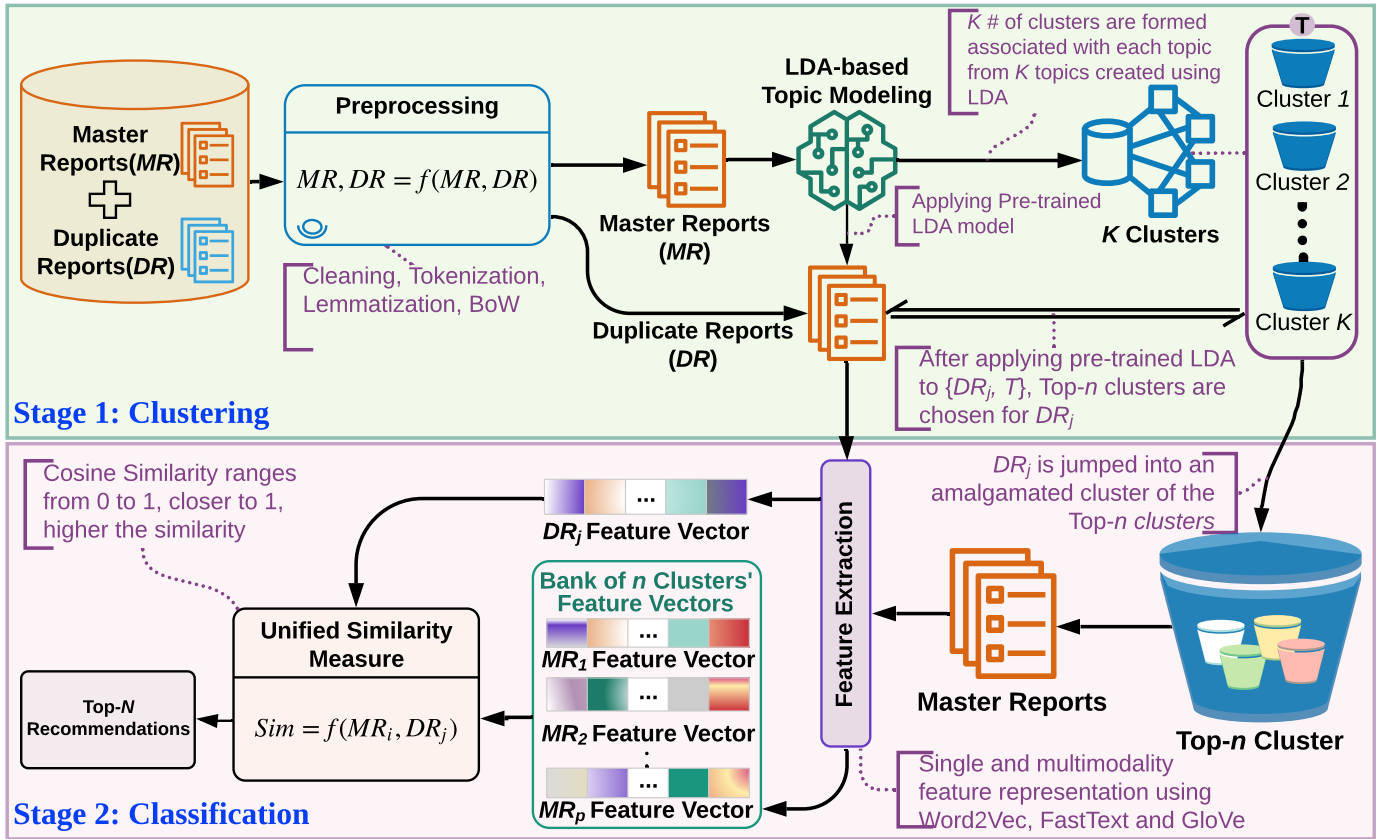 Master
Reports(MR)
Duplicate
Reports(DR)
Preprocessing
MR, DR = f(MR, DR)
Cleaning, Tokenization,
Lemmatization, BoW
Master Reports
(MR)
LDA-based
Topic Modeling
K # of clusters are formed
associated with each topic
from K topics created using
LDA
Applying Pre-trained
LDA model
K Clusters
T
Cluster 1
Cluster 2
Cluster K
Duplicate Reports
(DR)
After applying pre-trained LDA
to {DRj, T}, Top-n clusters are
chosen for DRj
Stage 1: Clustering
Cosine Similarity ranges
from 0 to 1, closer to 1,
higher the similarity
...
DRj Feature Vector
Feature Extraction
DRj is jumped into an
amalgamated cluster of the
Top-n clusters
Bank of n Clusters'
Feature Vectors
...
MR1 Feature Vector
...
MR2 Feature Vector
...
MRp Feature Vector
Unified Similarity
Measure
Sim = f(MRi, DRj)
Top-N
Recommendations
Master Reports
Top-n Cluster
Single and multimodality
feature representation using
Word2Vec, FastText and GloVe
Stage 2: Classification